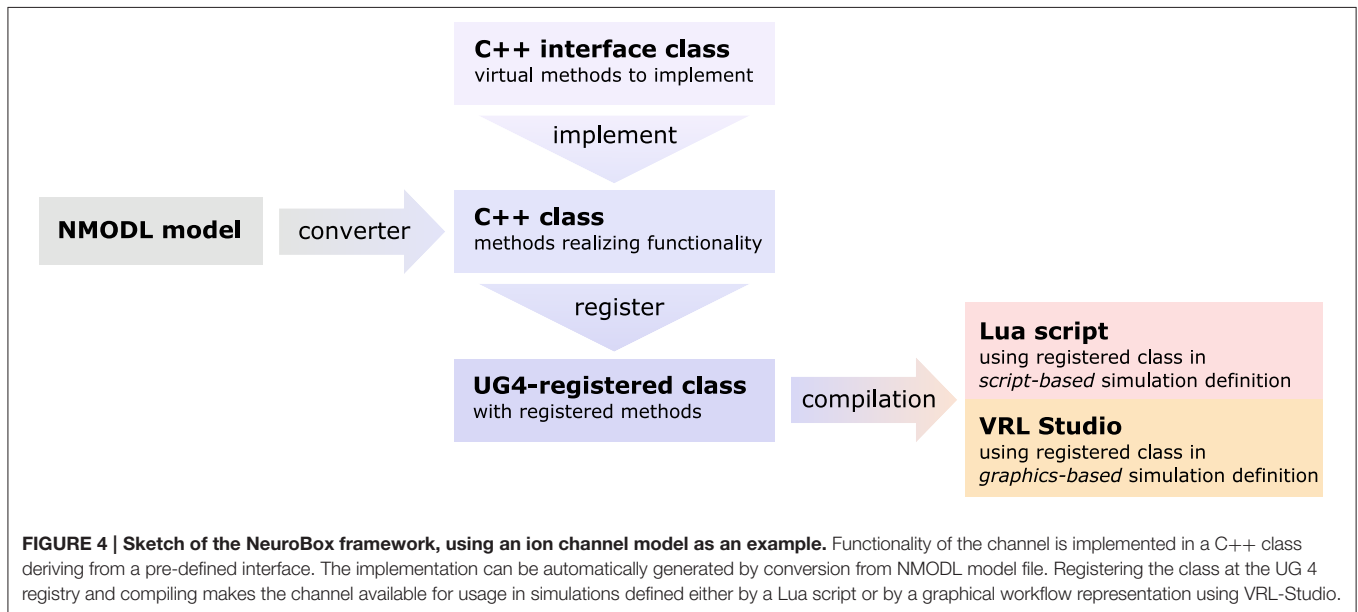 C++ interface class
virtual methods to implement
implement
NMODL model
converter
C++ class
methods realizing functionality
register
UG4-registered class
with registered methods
compilation
Lua script
using registered class in
script-based simulation definition
VRL Studio
using registered class in
graphics-based simulation definition
FIGURE 4 | Sketch of the NeuroBox framework, using an ion channel model as an example. Functionality of the channel is implemented in a C++ class
deriving from a pre-defined interface. The implementation can be automatically generated by conversion from NMODL model file. Registering the class at the UG 4
registry and compiling makes the channel available for usage in simulations defined either by a Lua script or by a graphical workflow representation using VRL-Studio.